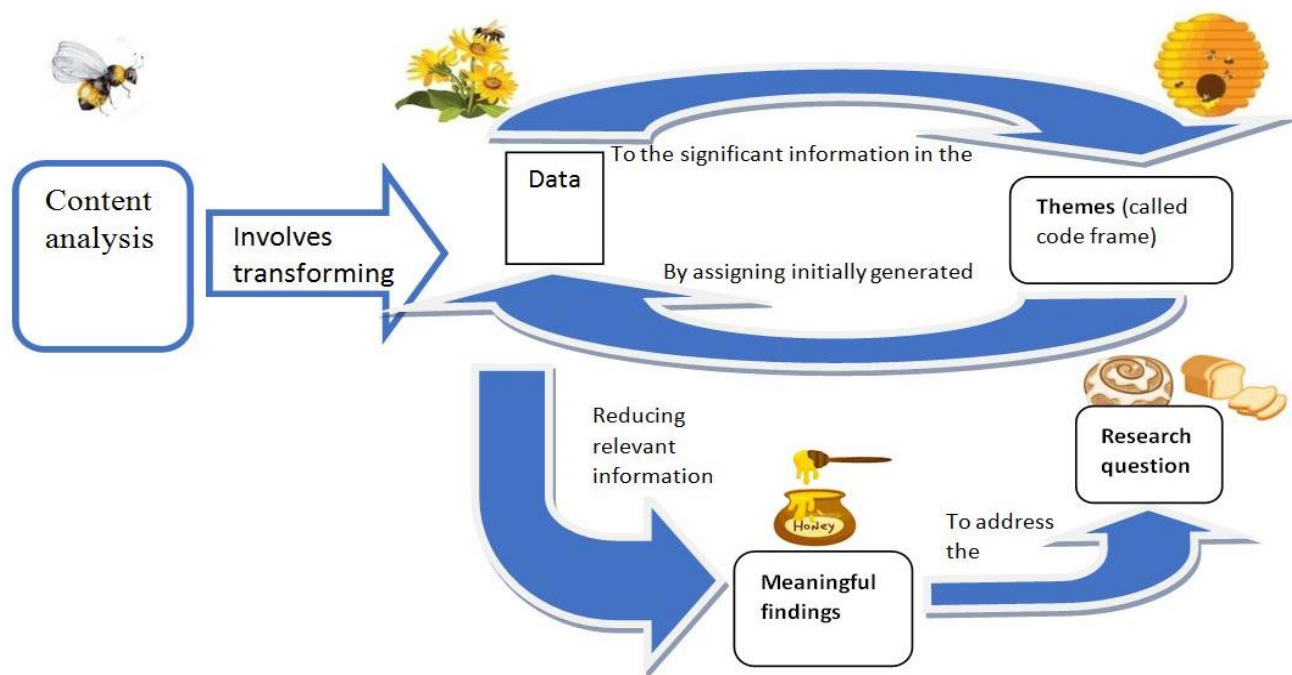 Content
analysis
Involves
transforming
Data
To the significant information in the
Themes (called
code frame)
By assigning initially generated
Reducing
relevant
information
Honey
Meaningful
findings
To address
the
Research
question